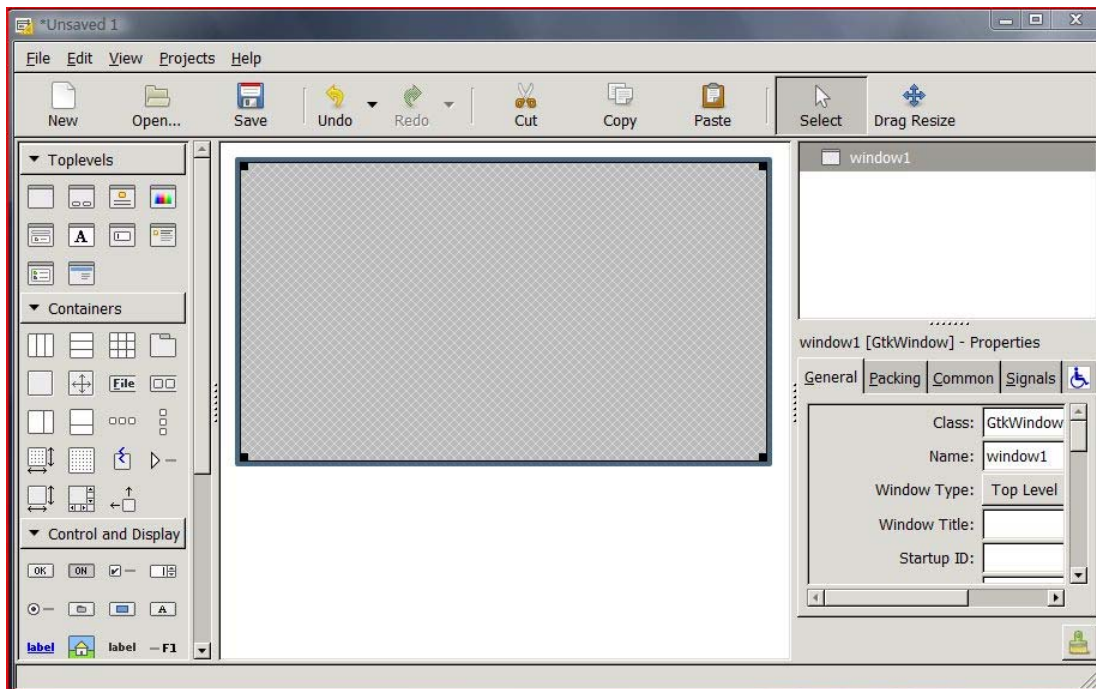 *Unsaved 1
File Edit View Projects Help
New Open... Save Undo Redo Cut Copy Paste Select Drag Resize
Toplevels
A
Containers
File
Control and Display
OK ON
A
label label F1
window1
window1 [GtkWindow] - Properties
General Packing Common Signals
Class: GtkWindow
Name: window1
Window Type: Top Level
Window Title:
Startup ID: